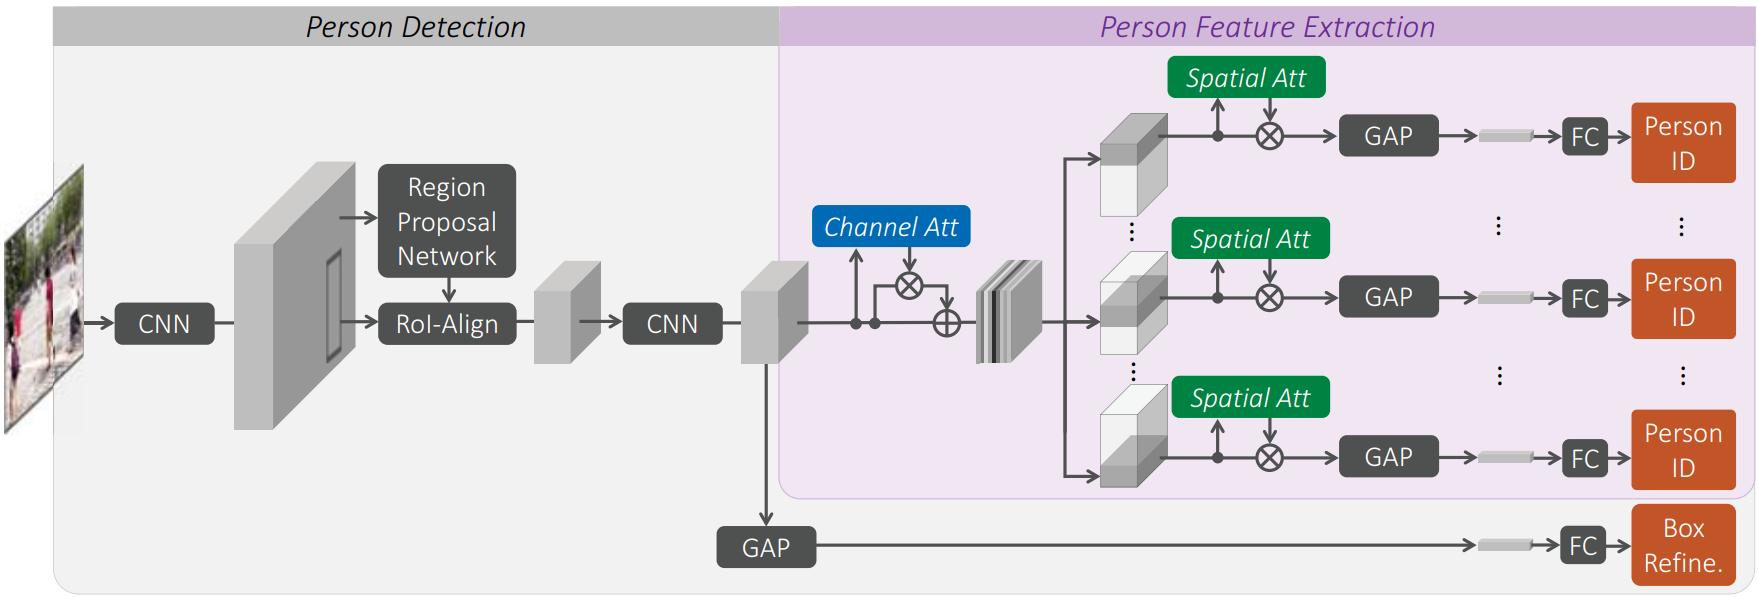 Person Detection
Person Feature Extraction
Spatial Att
GAP
FC
Person
ID
Region
Proposal
Network
Channel Att
Spatial Att
GAP
FC
Person
ID
CNN
RoI-Align
CNN
Spatial Att
GAP
FC
Person
ID
GAP
FC
Box
Refine.